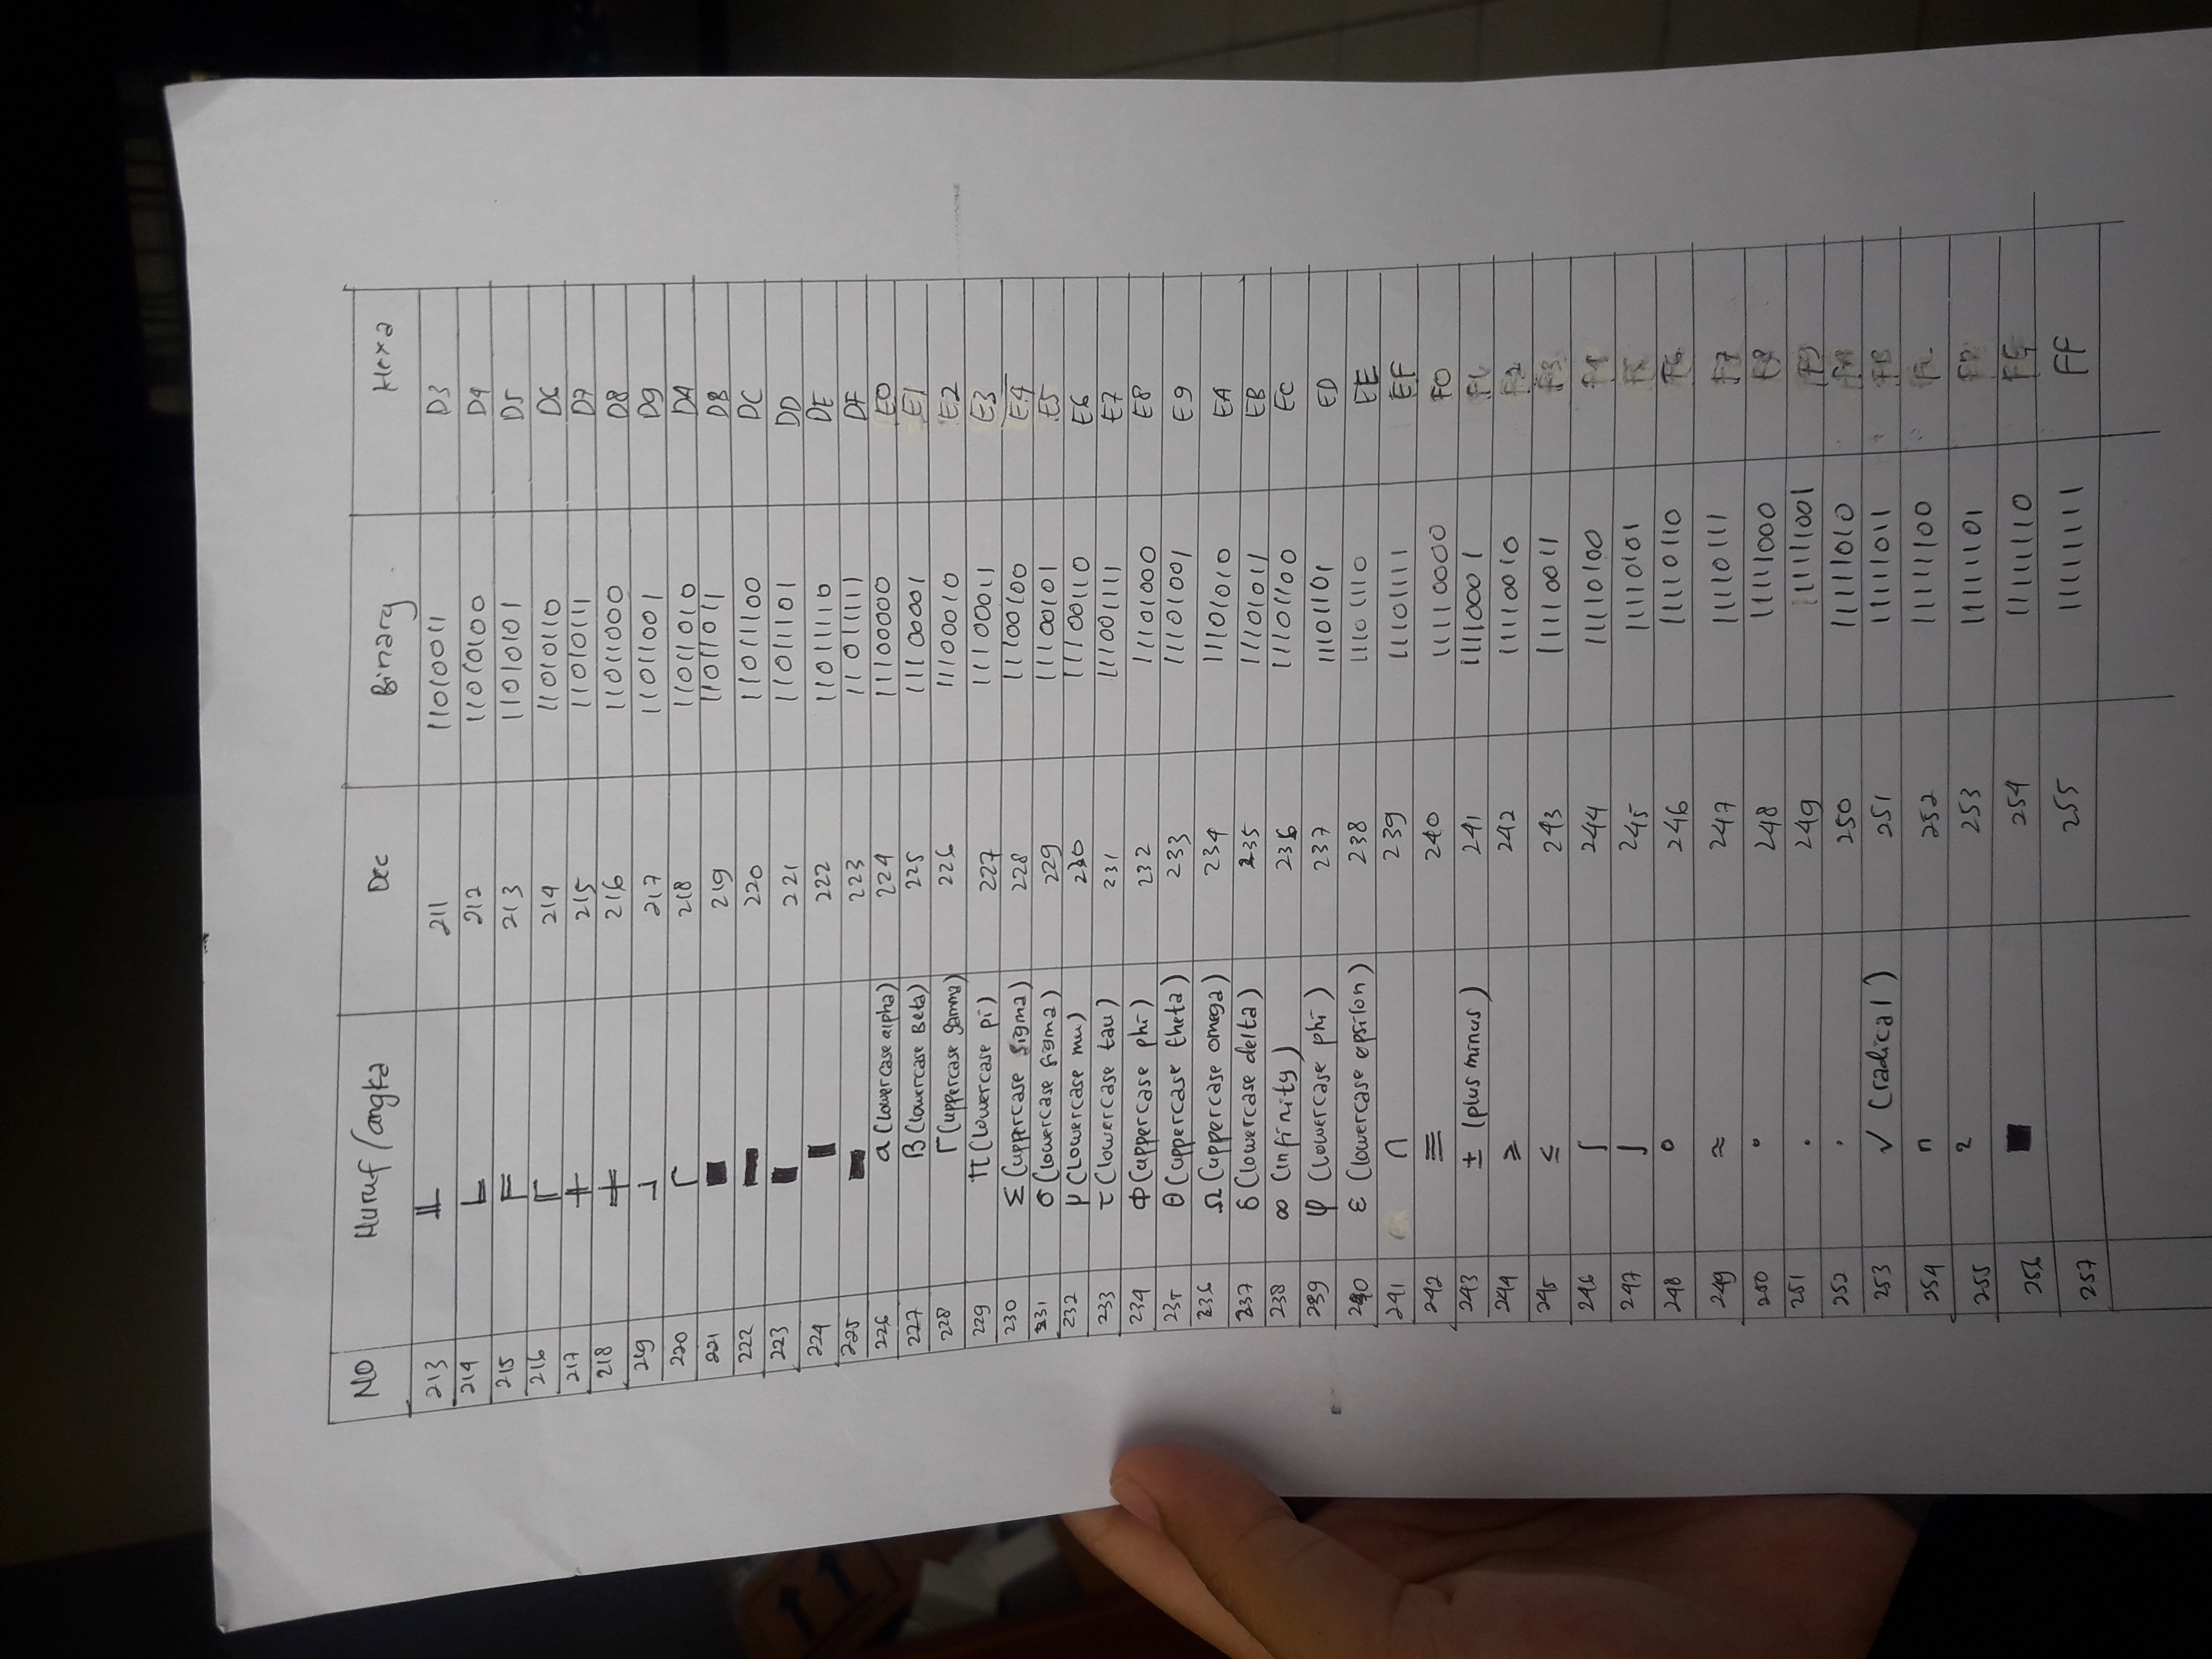 No Huruf/angka Dec Binary Hexa
213 ╨ 211 11010011 D3
214 ╘ 212 11010100 D4
215 ╒ 213 11010101 D5
216 ╓ 214 11010110 D6
217 ╫ 215 11010111 D7
218 ╪ 216 11011000 D8
219 ┘ 217 11011001 D9
220 ┌ 218 11011010 DA
221 █ 219 11011011 DB
222 ▄ 220 11011100 DC
223 ▌ 221 11011101 DD
224 ▐ 222 11011110 DE
225 ▀ 223 11011111 DF
226 α (lowercase alpha) 224 11100000 E0
227 β (lowercase Beta) 225 11100001 E1
228 Γ (uppercase gamma) 226 11100010 E2
229 π (lowercase pi) 227 11100011 E3
230 Σ (uppercase sigma) 228 11100100 E4
231 σ (lowercase sigma) 229 11100101 E5
232 μ (Lowercase mu) 230 11100110 E6
233 τ (lowercase tau) 231 111001111 E7
234 Φ (uppercase phi) 232 11101000 E8
235 Θ (uppercase theta) 233 11101001 E9
236 Ω (uppercase omega) 234 11101010 EA
237 δ (lowercase delta) 235 11101011 EB
238 ∞ (infinity) 236 11101100 EC
239 φ (lowercase phi) 237 11101101 ED
240 ε (lowercase epsilon) 238 11101110 EE
241 ∩ 239 11101111 EF
242 ≡ 240 11110000 F0
243 ± (plus minus) 241 11110001 F1
244 ≥ 242 11110010 F2
245 ≤ 243 11110011 F3
246 ⌠ 244 11110100 F4
247 ⌡ 245 11110101
248 ° 246 11110110 F6
249 ≈ 247 11110111 F7
250 ° 248 11111000 F8
251 . 249 11111001 F9
252 · 250 11111010
253 √ (radical) 251 11111011 FB
254 ⁿ 252 11111100
255 ² 253 11111101 FD
256 ■ 254 11111110 FE
257 255 11111111 FF